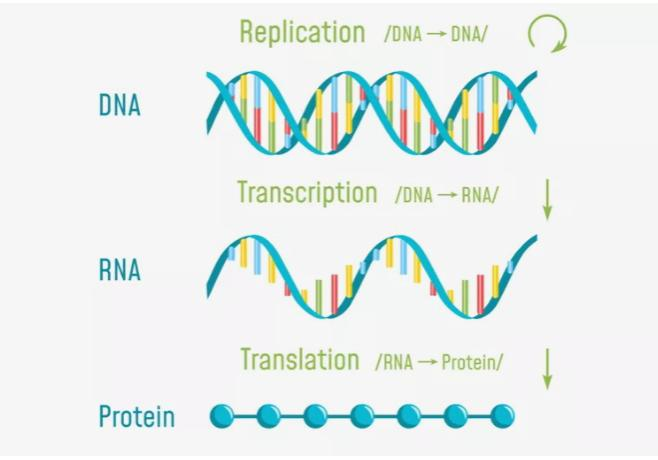 Replication /DNA → DNA/
DNA
Transcription /DNA → RNA/
RNA
Translation /RNA → Protein/
Protein